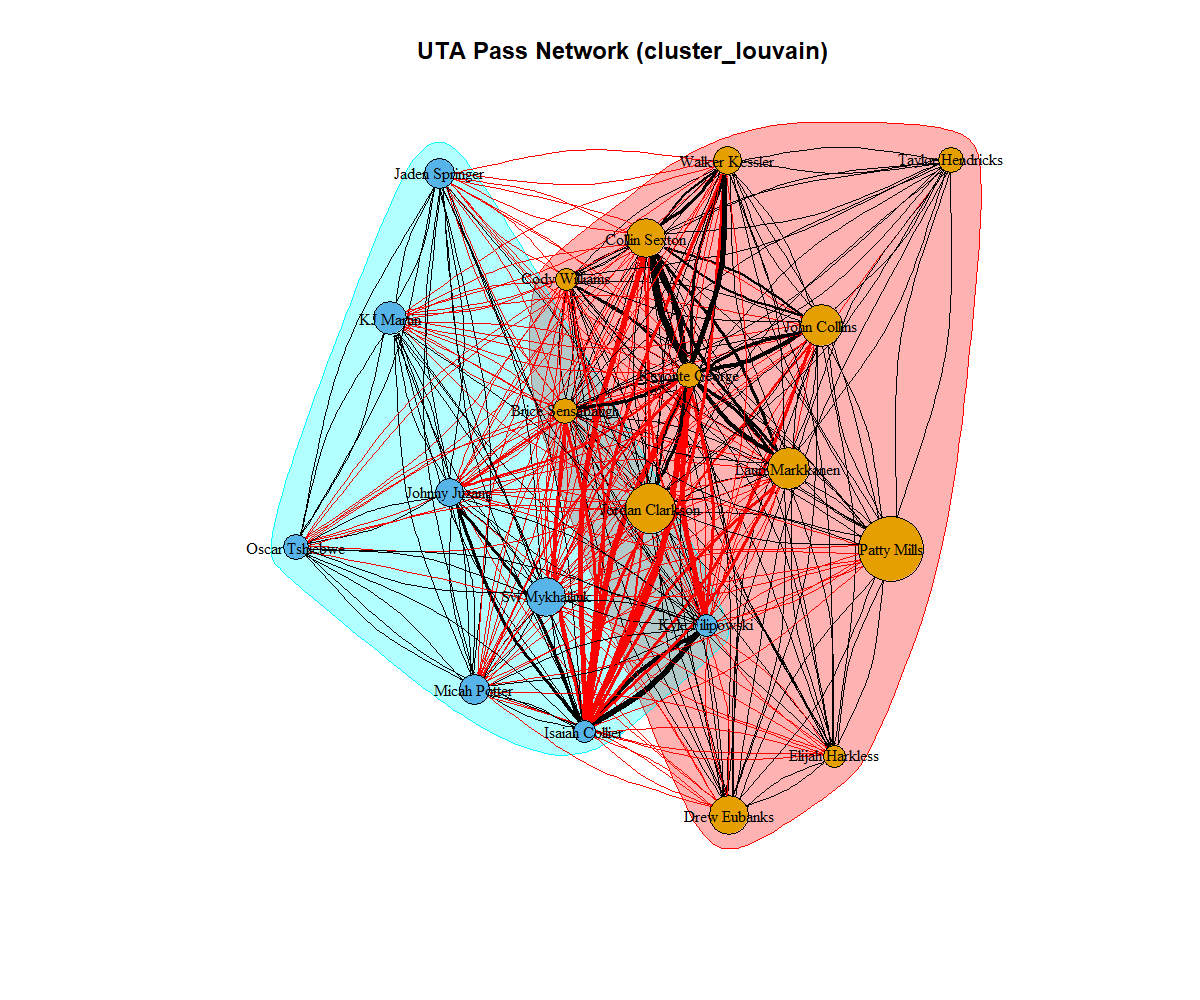 UTA Pass Network (cluster_louvain)
Walker Kessler
Taylor Hendricks
Jaden Springer
Collin Sexton
Cody Williams
KJ Martin
John Collins
Keyonte George
Brice Sensabaugh
Lauri Markkanen
Johnny Juzang
Jordan Clarkson
Oscar Tshiebwe
Patty Mills
Svi Mykhailiuk
Kyle Filipowski
Micah Potter
Isaiah Collier
Elijah Harkless
Drew Eubanks